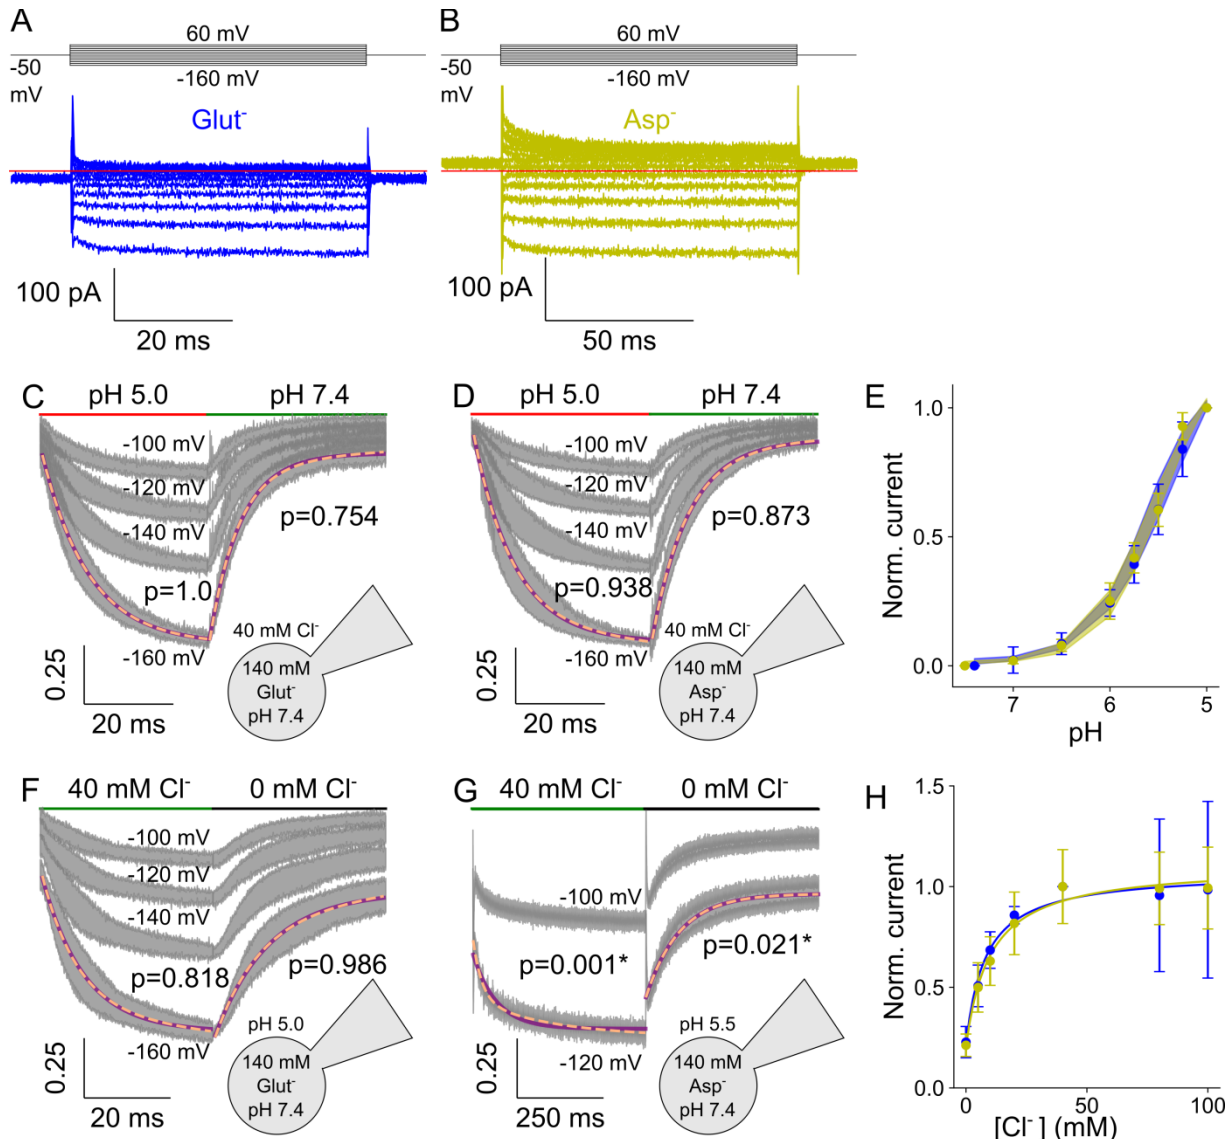 A
60 mV
-50
mV
-160 mV
Glut⁻
100 pA
20 ms
B
60 mV
-50
mV
-160 mV
Asp⁻
100 pA
50 ms
C
pH 5.0
pH 7.4
-100 mV
-120 mV
-140 mV
p=0.754
p=1.0
-160 mV
0.25
20 ms
40 mM Cl⁻
140 mM
Glut⁻
pH 7.4
D
pH 5.0
pH 7.4
-100 mV
-120 mV
-140 mV
p=0.873
p=0.938
-160 mV
0.25
20 ms
40 mM Cl⁻
140 mM
Asp⁻
pH 7.4
E
Norm. current
1.0
0.5
0.0
7
6
5
pH
F
40 mM Cl⁻
0 mM Cl⁻
-100 mV
-120 mV
-140 mV
p=0.818
p=0.986
-160 mV
0.25
20 ms
pH 5.0
140 mM
Glut⁻
pH 7.4
G
40 mM Cl⁻
0 mM Cl⁻
-100 mV
p=0.001*
p=0.021*
-120 mV
0.25
250 ms
pH 5.5
140 mM
Asp⁻
pH 7.4
H
Norm. current
1.5
1.0
0.5
0.0
0
50
100
[Cl⁻] (mM)